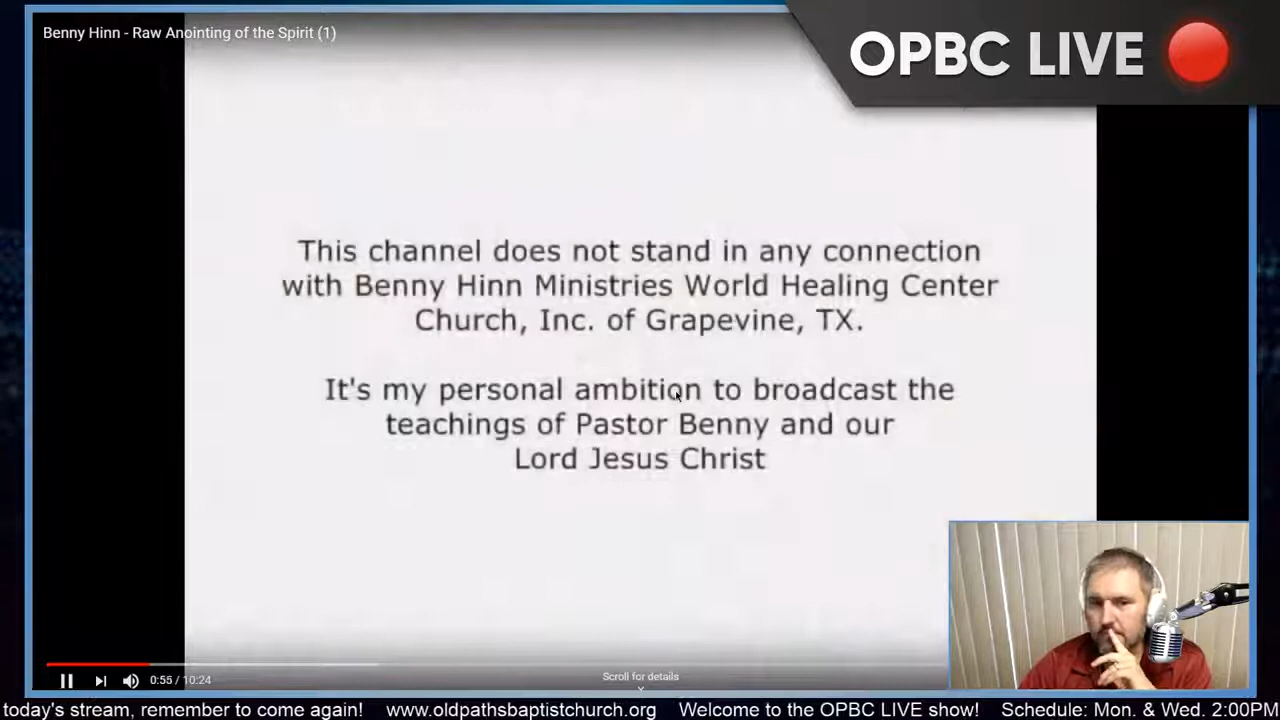 Benny Hinn - Raw Anointing of the Spirit (1)
OPBC LIVE
This channel does not stand in any connection
with Benny Hinn Ministries World Healing Center
Church, Inc. of Grapevine, TX.
It's my personal ambition to broadcast the
teachings of Pastor Benny and our
Lord Jesus Christ
0:55 / 10:24
Scroll for details
today's stream, remember to come again! www.oldpathsbaptistchurch.org Welcome to the OPBC LIVE show! Schedule: Mon. & Wed. 2:00PM